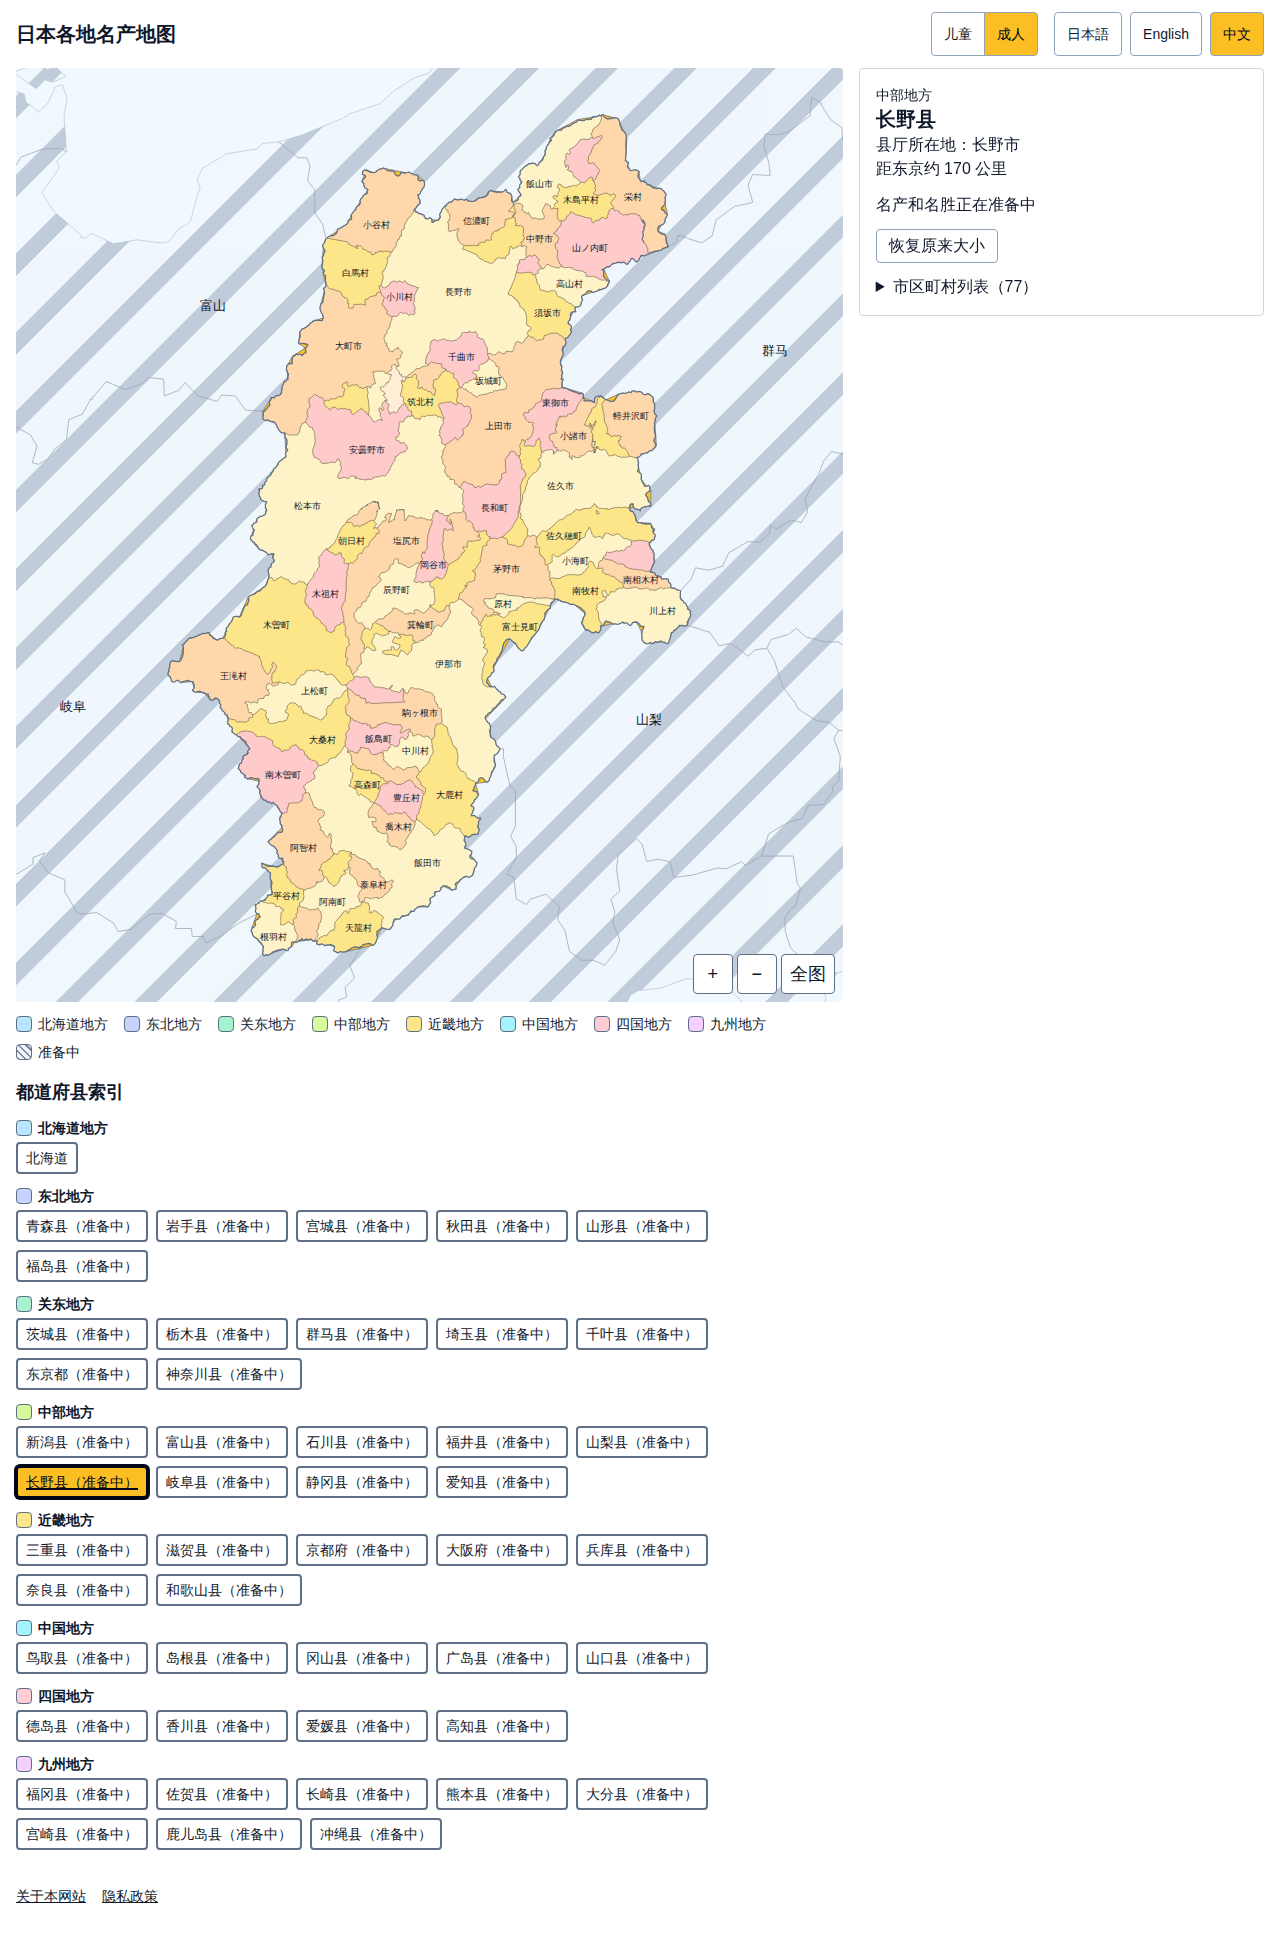 日本各地名产地图
儿童 成人 日本語 English 中文
中部地方
长野县
县厅所在地：长野市
距东京约 170 公里
名产和名胜正在准备中
恢复原来大小
▶ 市区町村列表（77）
飯山市
木島平村
栄村
小谷村
信濃町
中野市
山ノ内町
白馬村
小川村
長野市
高山村
須坂市
富山
大町市
千曲市
群马
坂城町
筑北村
東御市
軽井沢町
上田市
小諸市
安曇野市
佐久市
松本市
長和町
朝日村
塩尻市
佐久穂町
岡谷市
茅野市
小海町
南相木村
木祖村
辰野町
原村
南牧村
川上村
木曽町
箕輪町
富士見町
伊那市
王滝村
上松町
岐阜
駒ヶ根市
山梨
大桑村
飯島町
中川村
南木曽町
高森町
豊丘村
大鹿村
喬木村
阿智村
飯田市
泰阜村
平谷村
阿南町
天龍村
根羽村
+ − 全图
北海道地方 东北地方 关东地方 中部地方 近畿地方 中国地方 四国地方 九州地方
准备中
都道府县索引
北海道地方
北海道
东北地方
青森县（准备中） 岩手县（准备中） 宫城县（准备中） 秋田县（准备中） 山形县（准备中）
福岛县（准备中）
关东地方
茨城县（准备中） 栃木县（准备中） 群马县（准备中） 埼玉县（准备中） 千叶县（准备中）
东京都（准备中） 神奈川县（准备中）
中部地方
新潟县（准备中） 富山县（准备中） 石川县（准备中） 福井县（准备中） 山梨县（准备中）
长野县（准备中） 岐阜县（准备中） 静冈县（准备中） 爱知县（准备中）
近畿地方
三重县（准备中） 滋贺县（准备中） 京都府（准备中） 大阪府（准备中） 兵库县（准备中）
奈良县（准备中） 和歌山县（准备中）
中国地方
鸟取县（准备中） 岛根县（准备中） 冈山县（准备中） 广岛县（准备中） 山口县（准备中）
四国地方
德岛县（准备中） 香川县（准备中） 爱媛县（准备中） 高知县（准备中）
九州地方
福冈县（准备中） 佐贺县（准备中） 长崎县（准备中） 熊本县（准备中） 大分县（准备中）
宫崎县（准备中） 鹿儿岛县（准备中） 冲绳县（准备中）
关于本网站 隐私政策